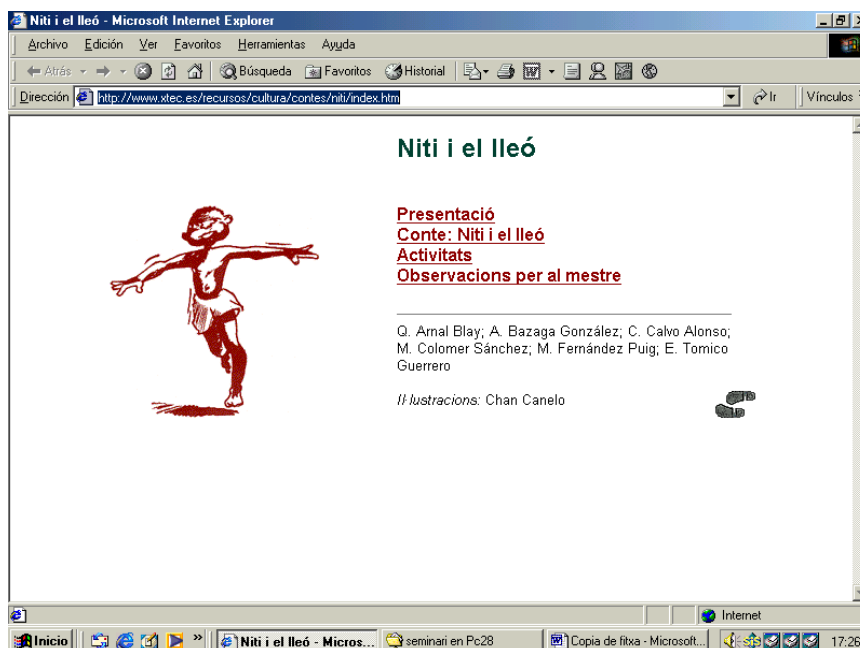 Niti i el lleó - Microsoft Internet Explorer
Archivo Edición Ver Favoritos Herramientas Ayuda
Atrás Búsqueda Favoritos Historial
Dirección http://www.xtec.es/recursos/cultura/contes/niti/index.htm Ir Vínculos
Niti i el lleó
Presentació
Conte: Niti i el lleó
Activitats
Observacions per al mestre
Q. Arnal Blay; A. Bazaga González; C. Calvo Alonso;
M. Colomer Sánchez; M. Fernández Puig; E. Tomico
Guerrero
Il·lustracions: Chan Canelo
Internet
Inicio » Niti i el lleó - Micros... seminari en Pc28 Copia de fitxa - Microsoft... sis 17:26